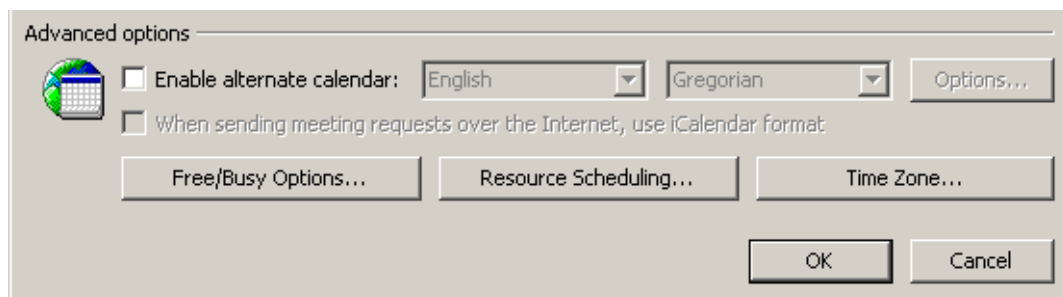 Advanced options
Enable alternate calendar: English Gregorian Options...
When sending meeting requests over the Internet, use iCalendar format
Free/Busy Options... Resource Scheduling... Time Zone...
OK Cancel